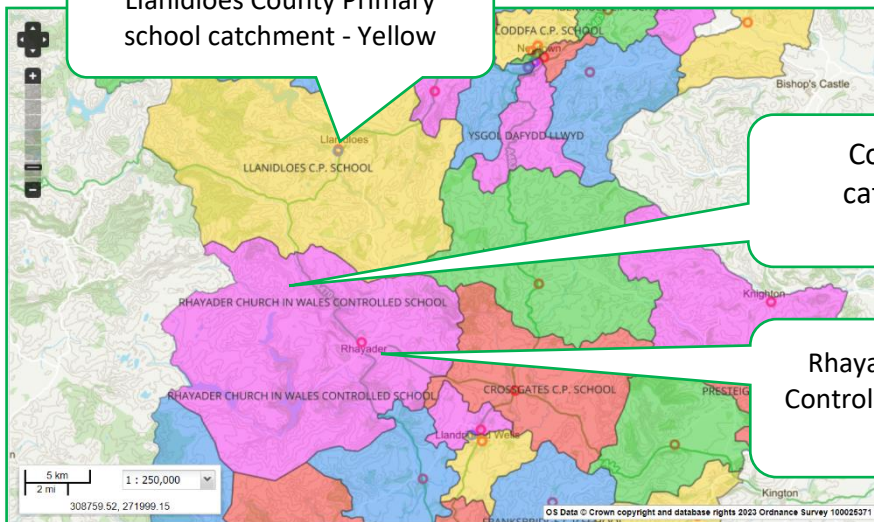 Llanidloes County Primary
school catchment - Yellow
LODDFA C.P. SCHOOL
Bishop's Castle
YSGOL DAFYDD LLWYD
Llanidloes
LLANIDLOES C.P. SCHOOL
Co
cat
RHAYADER CHURCH IN WALES CONTROLLED SCHOOL
Knighton
Rhayader
Rhaya
Control
RHAYADER CHURCH IN WALES CONTROLLED SCHOOL
CROSSGATES C.P. SCHOOL
PRESTEIG
5 km
2 mi
1 : 250,000
308759.52, 271999.15
Kington
OS Data © Crown copyright and database rights 2023 Ordnance Survey 100025371